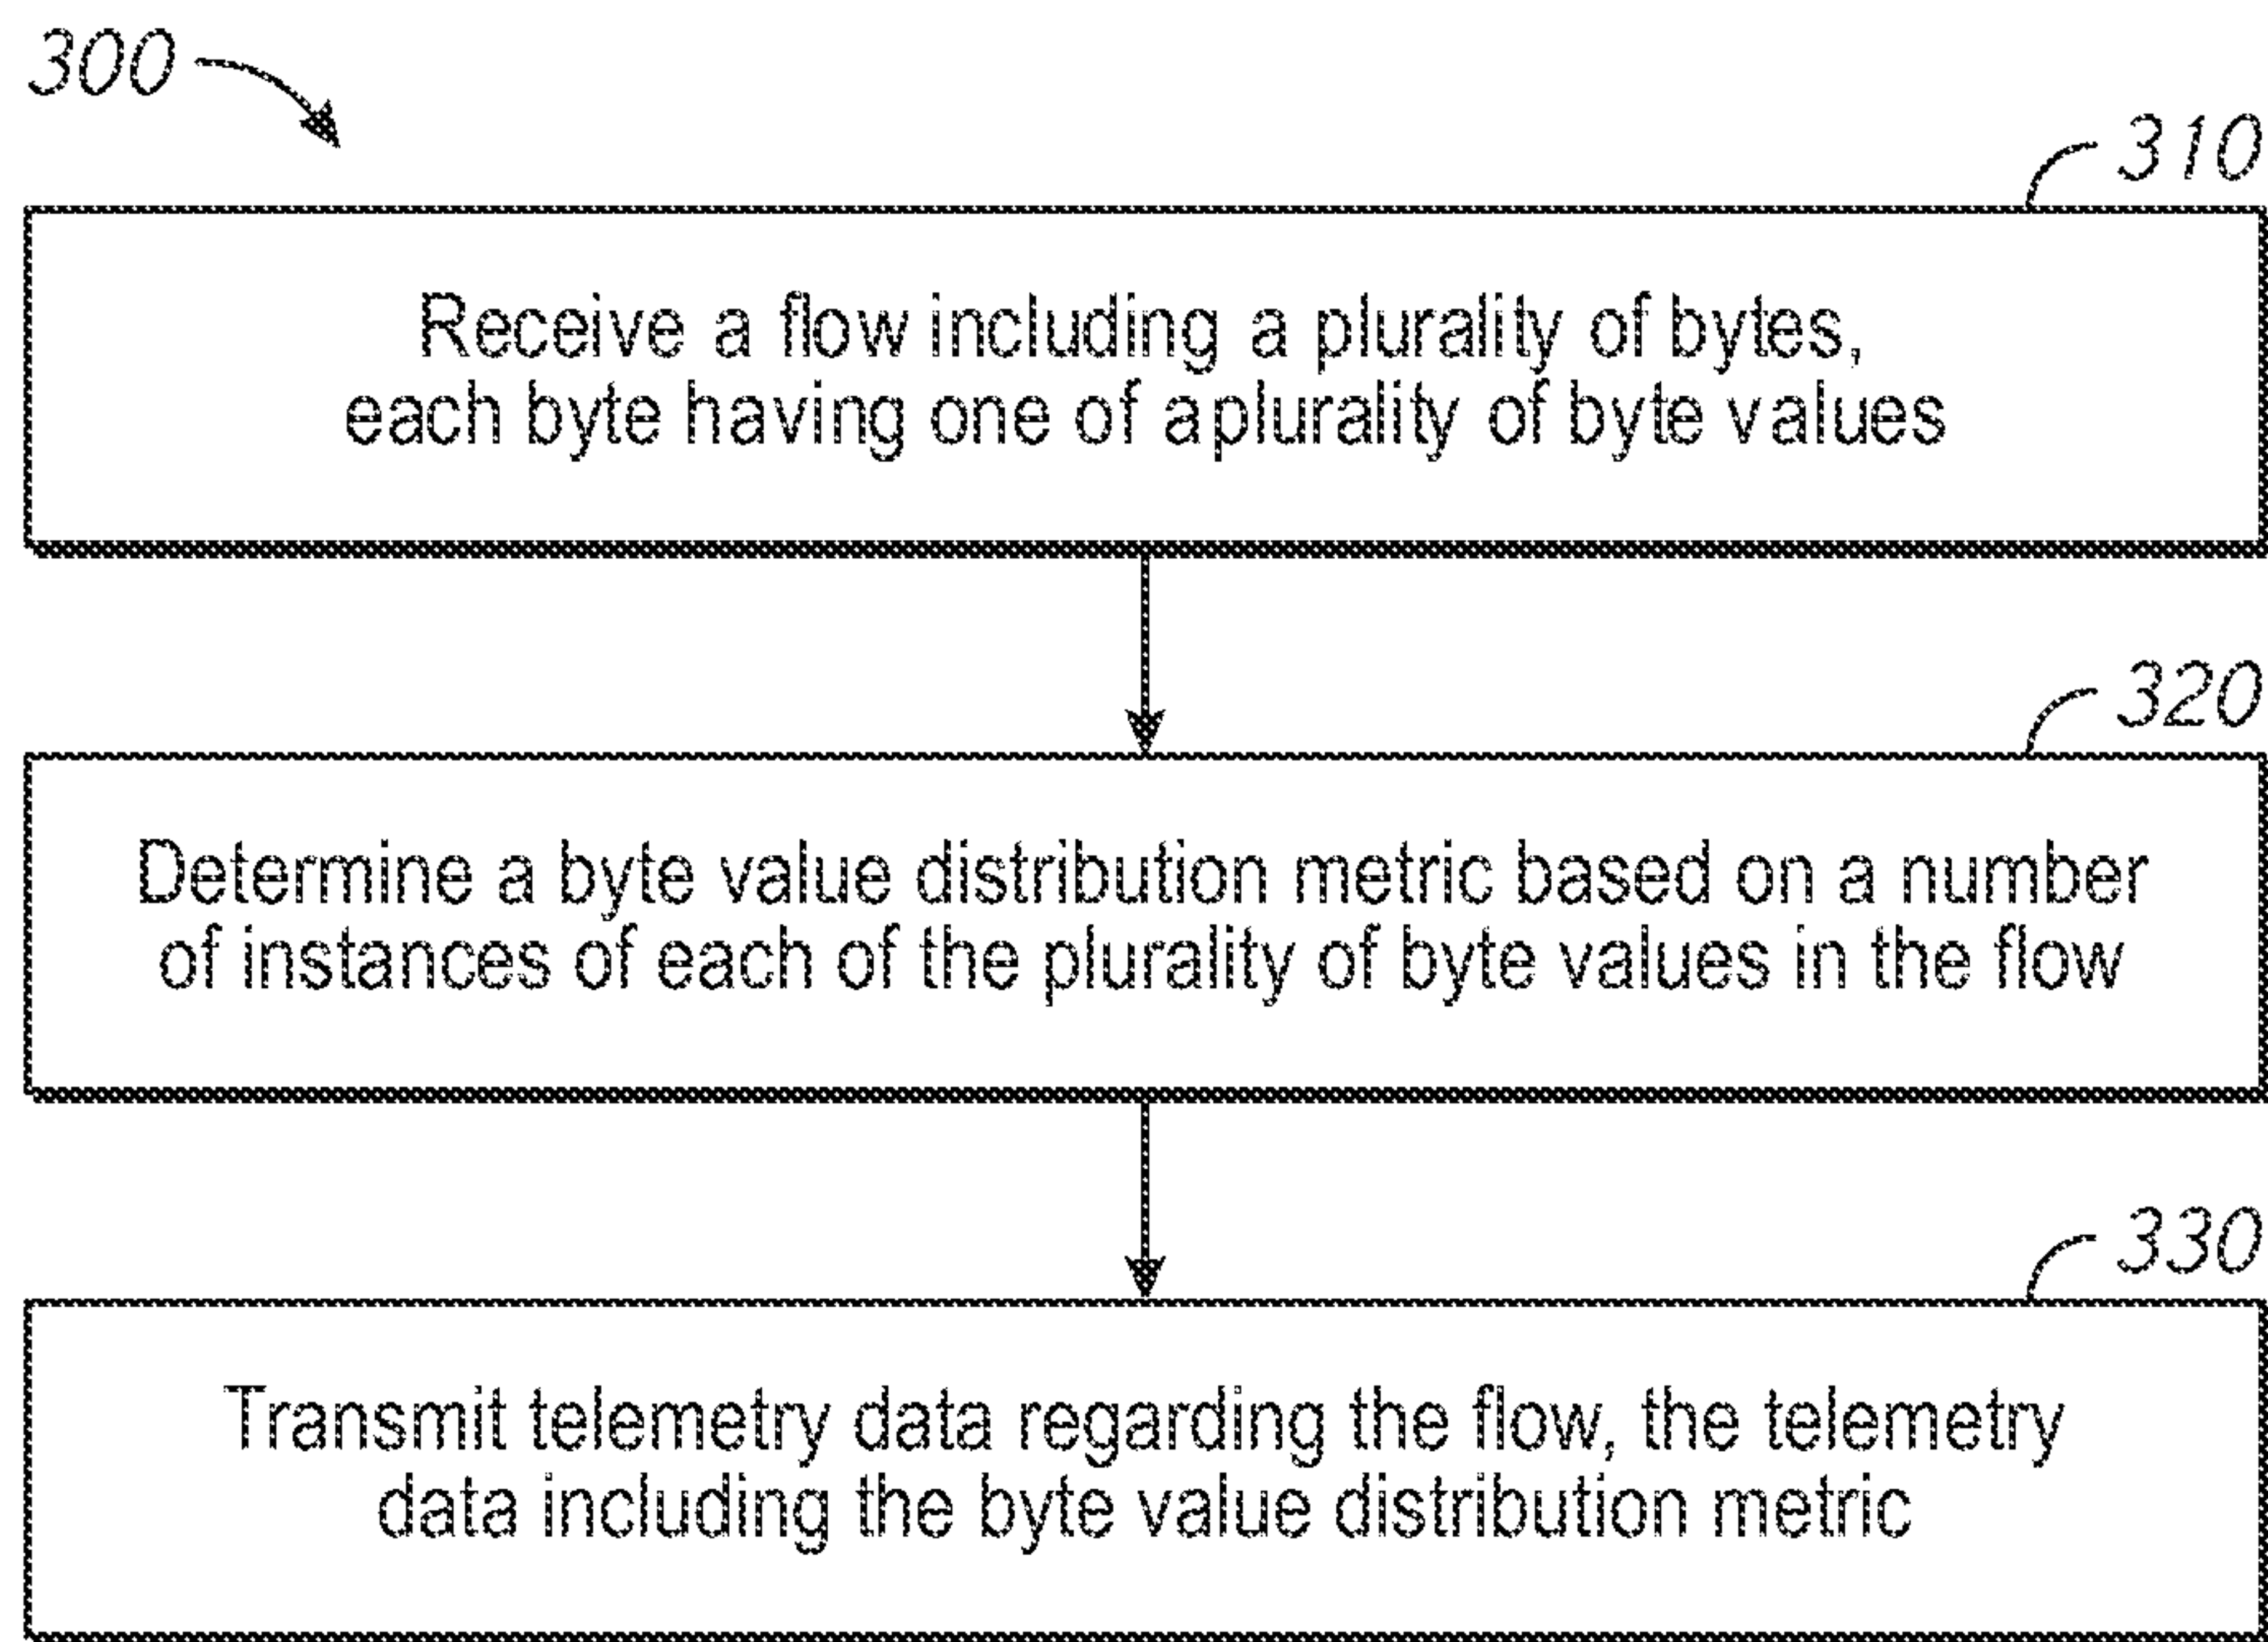 300
310
Receive a flow including a plurality of bytes,
each byte having one of aplurality of byte values
320
Determine a byte value distribution metric based on a number
of instances of each of the plurality of byte values in the flow
330
Transmit telemetry data regarding the flow, the telemetry
data including the byte value distribution metric